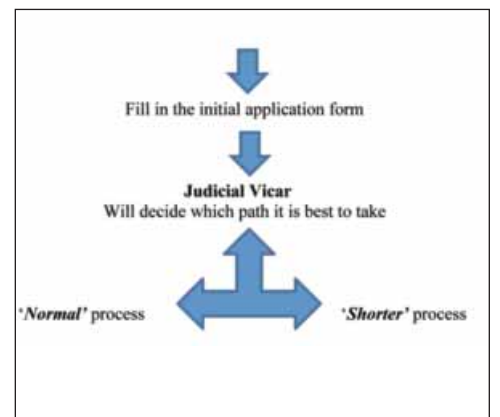 Fill in the initial application form
Judicial Vicar
Will decide which path it is best to take
'Normal' process
'Shorter' process